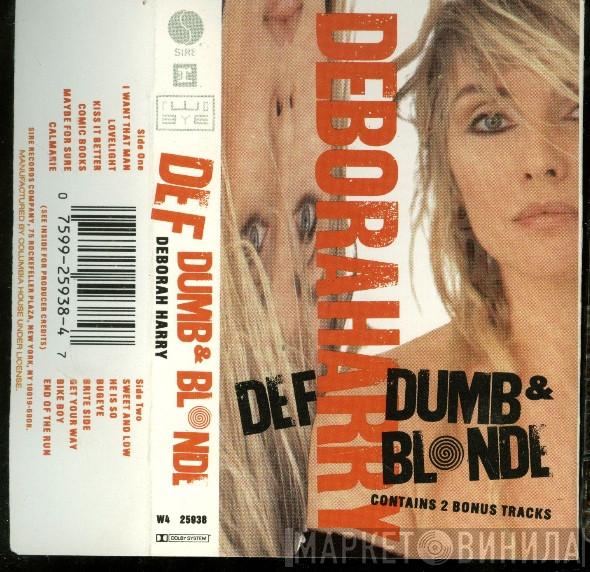 SIRE
Side One
I WANT THAT MAN
LOVELIGHT
KISS IT BETTER
COMIC BOOKS
MAYBE FOR SURE
CALMARIE
(SEE INSIDE FOR PRODUCER CREDITS)
SIRE RECORDS COMPANY, 75 ROCKEFELLER PLAZA, NEW YORK, NY 10019-6908.
MANUFACTURED BY COLUMBIA HOUSE UNDER LICENSE.
0 7599-25938-4 7
Side Two
SWEET AND LOW
HE IS SO
BUGEYE
BRITE SIDE
GET YOUR WAY
BIKE BOY
END OF THE RUN
DEF DUMB & BLONDE
DEBORAH HARRY
W4 25938
DOLBY SYSTEM
DEBORAHARRY
DEF
DUMB &
BLONDE
CONTAINS 2 BONUS TRACKS
МАРКЕТ ВИНИЛА